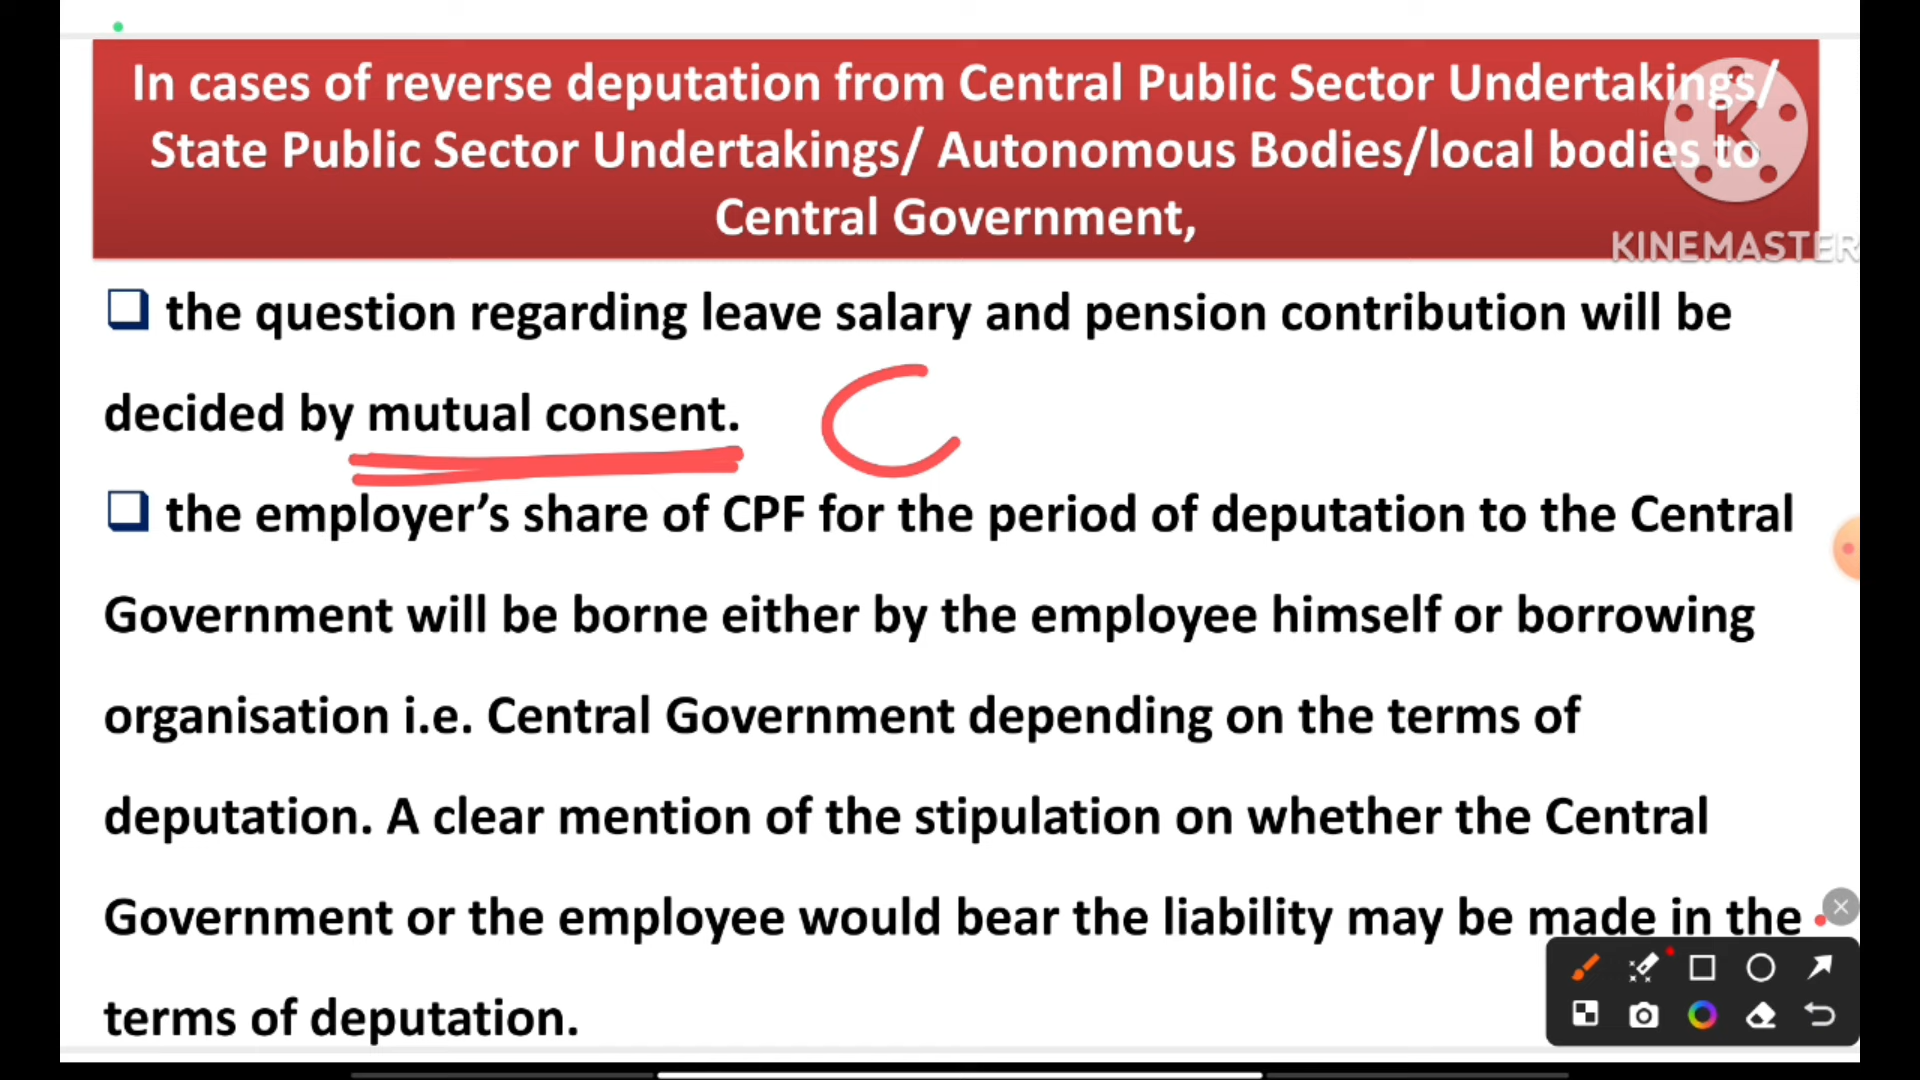 In cases of reverse deputation from Central Public Sector Undertakings/
State Public Sector Undertakings/ Autonomous Bodies/local bodies to
Central Government,
K
KINEMASTER
the question regarding leave salary and pension contribution will be
decided by mutual consent.
C
the employer’s share of CPF for the period of deputation to the Central
Government will be borne either by the employee himself or borrowing
organisation i.e. Central Government depending on the terms of
deputation. A clear mention of the stipulation on whether the Central
Government or the employee would bear the liability may be made in the
terms of deputation.